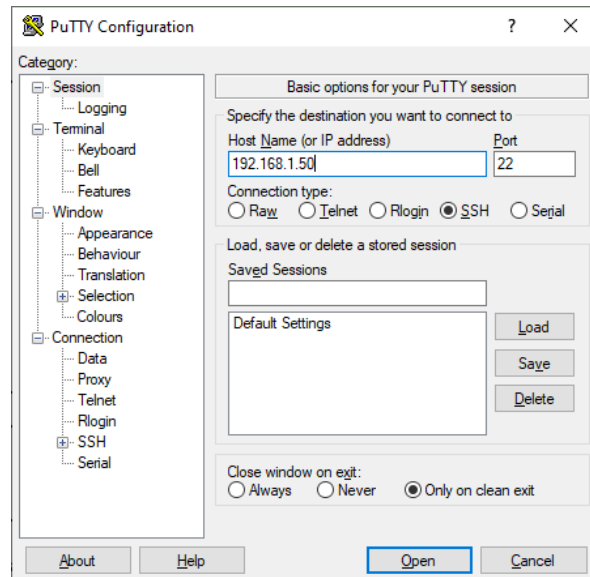 PuTTY Configuration
?
Category:
Session
Logging
Terminal
Keyboard
Bell
Features
Window
Appearance
Behaviour
Translation
Selection
Colours
Connection
Data
Proxy
Telnet
Rlogin
SSH
Serial
Basic options for your PuTTY session
Specify the destination you want to connect to
Host Name (or IP address) Port
192.168.1.50 22
Connection type:
Raw Telnet Rlogin SSH Serial
Load, save or delete a stored session
Saved Sessions
Default Settings
Load
Save
Delete
Close window on exit:
Always Never Only on clean exit
About Help Open Cancel